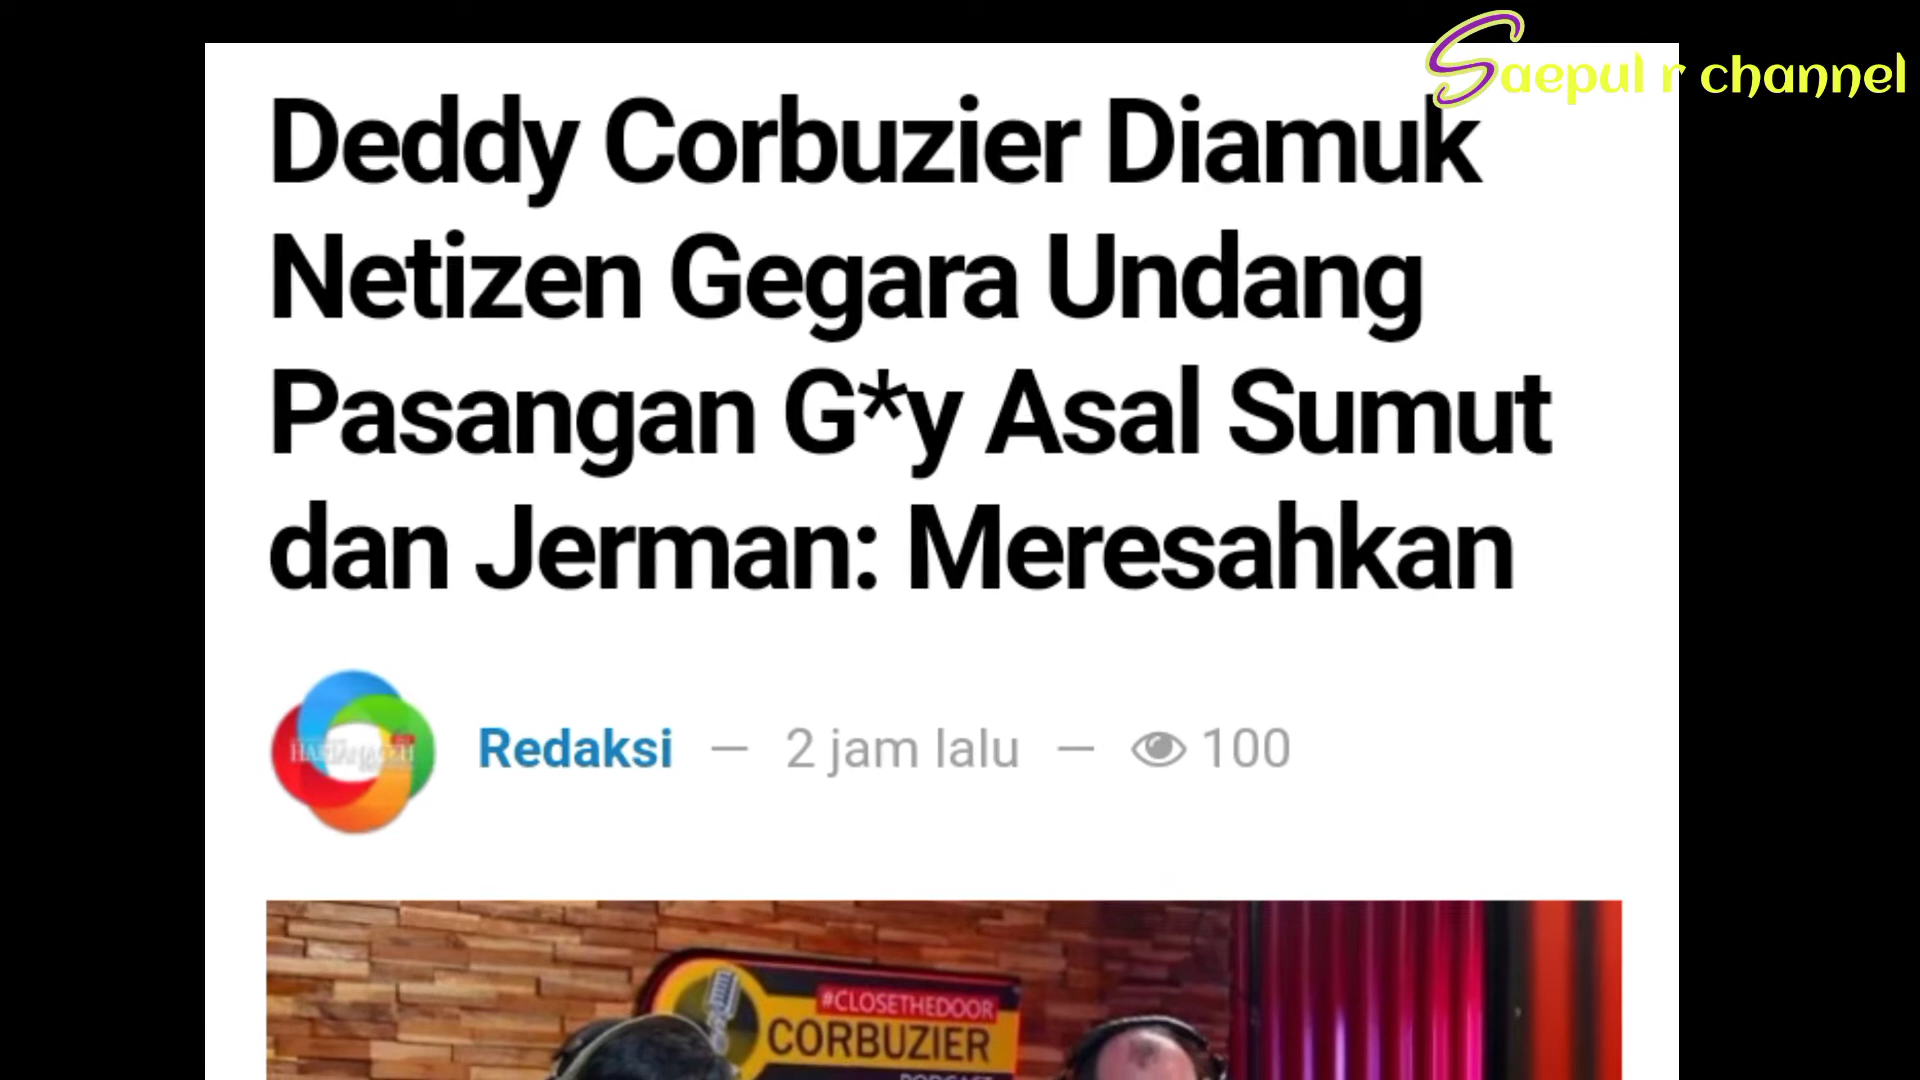 Saepul r channel
Deddy Corbuzier Diamuk
Netizen Gegara Undang
Pasangan G*y Asal Sumut
dan Jerman: Meresahkan
Redaksi — 2 jam lalu — 100
#CLOSETHEDOOR
CORBUZIER
PODCAST